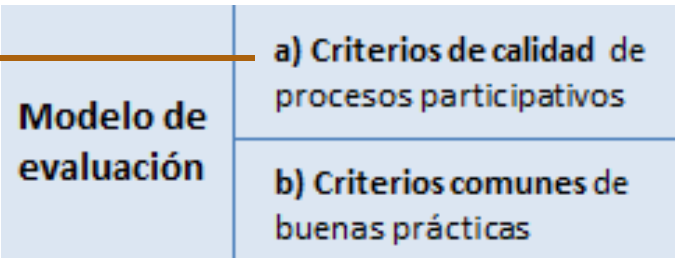 Modelo de
evaluación
a) Criterios de calidad de
procesos participativos
b) Criterios comunes de
buenas prácticas